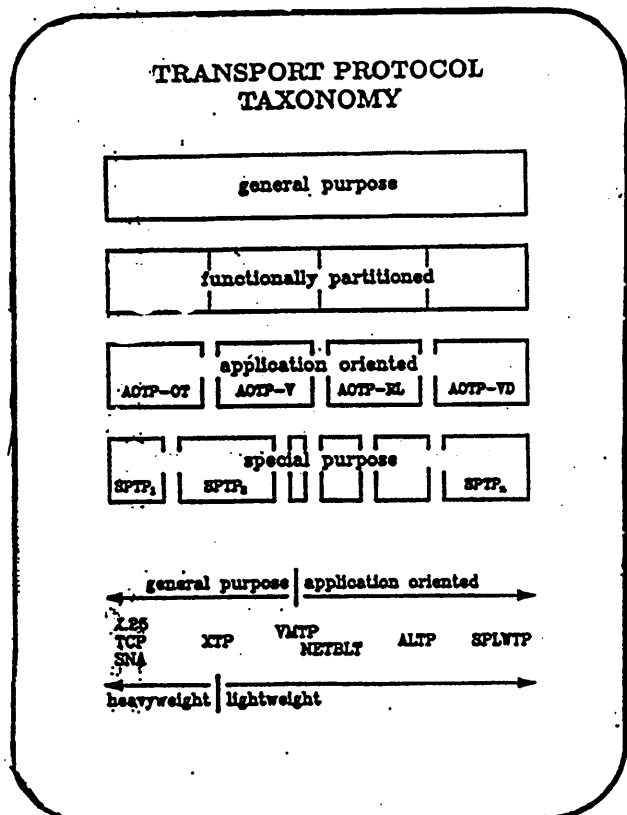 TRANSPORT PROTOCOL
TAXONOMY
general purpose
functionally partitioned
application oriented
AOTP-OT AOTP-V AOTP-RL AOTP-VD
special purpose
SPTP₁ SPTP₂ SPTPₙ
general purpose application oriented
X.25
TCP XTP VMTP NETBLT ALTP SPLWTP
SNA
heavyweight lightweight